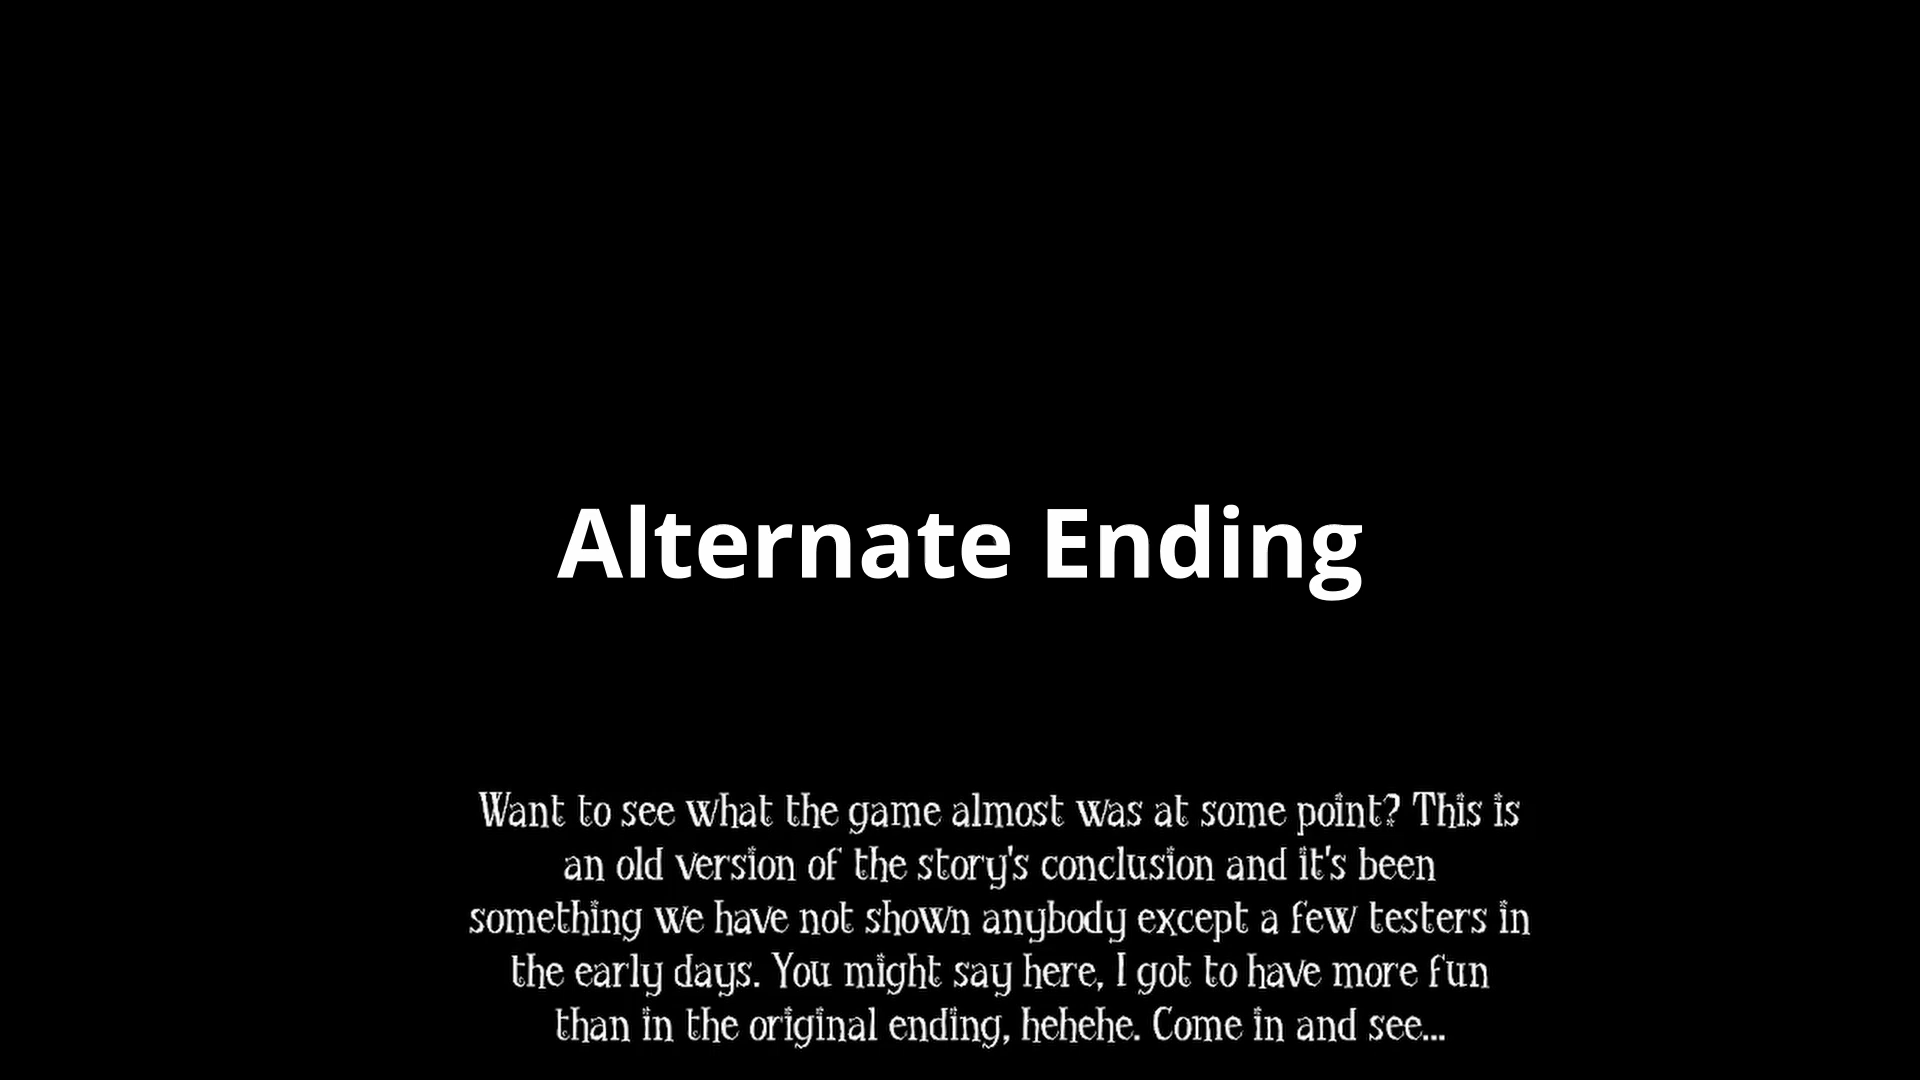 Alternate Ending
Want to see what the game almost was at some point? This is
an old version of the story's conclusion and it's been
something we have not shown anybody except a few testers in
the early days. You might say here, I got to have more fun
than in the original ending, hehehe. Come in and see...